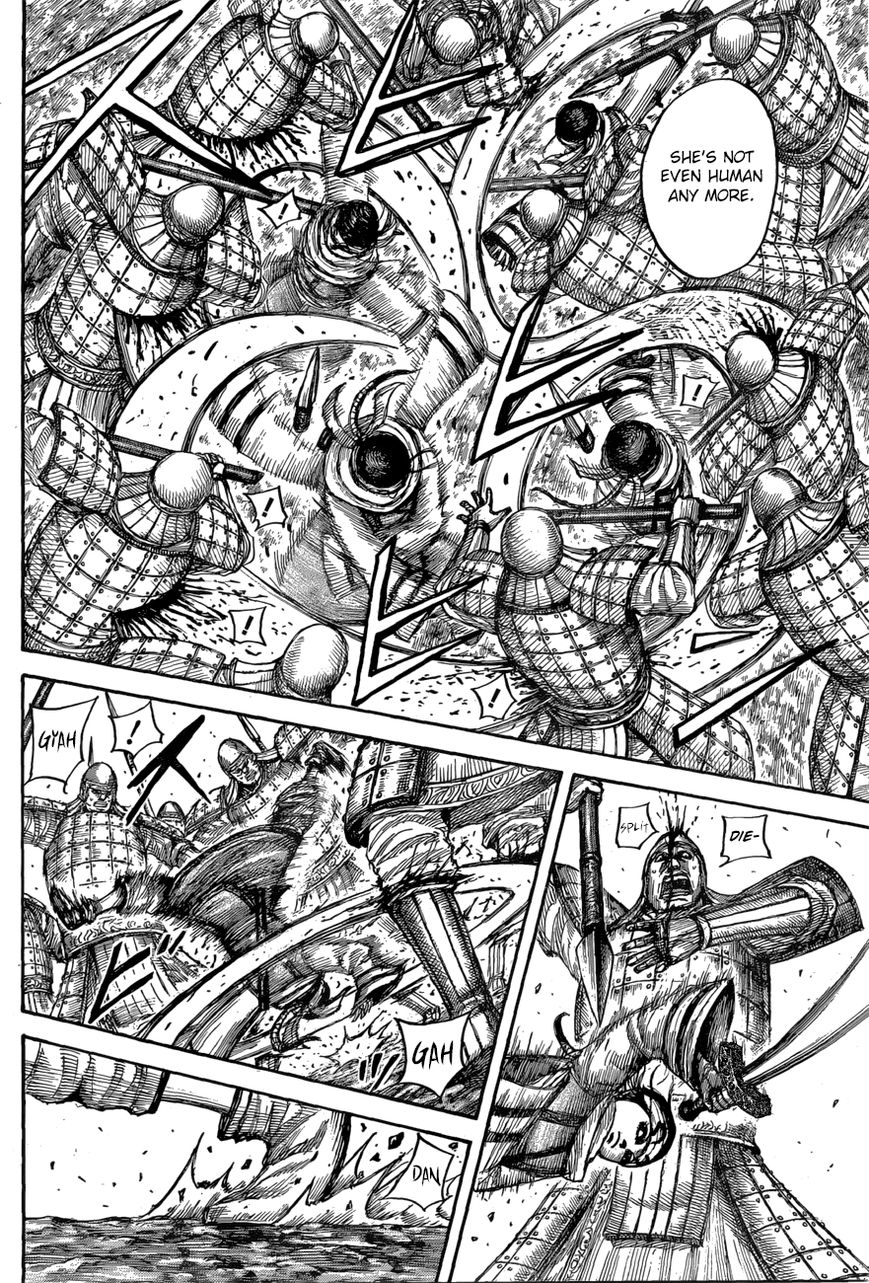 SHE'S NOT
EVEN HUMAN
ANY MORE.
!
!
!
!
!
GYAH
!
SPLIT
DIE-
GAH
DAN